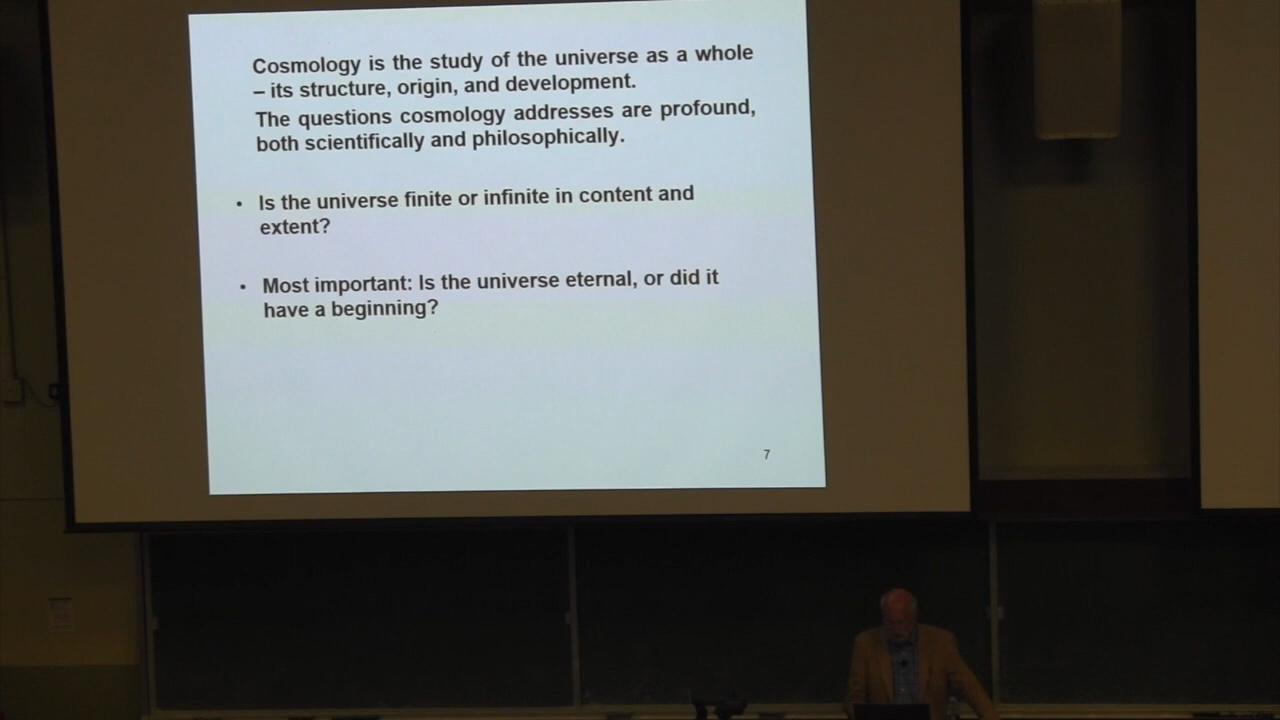 Cosmology is the study of the universe as a whole
– its structure, origin, and development.
The questions cosmology addresses are profound,
both scientifically and philosophically.
• Is the universe finite or infinite in content and
extent?
• Most important: Is the universe eternal, or did it
have a beginning?
7